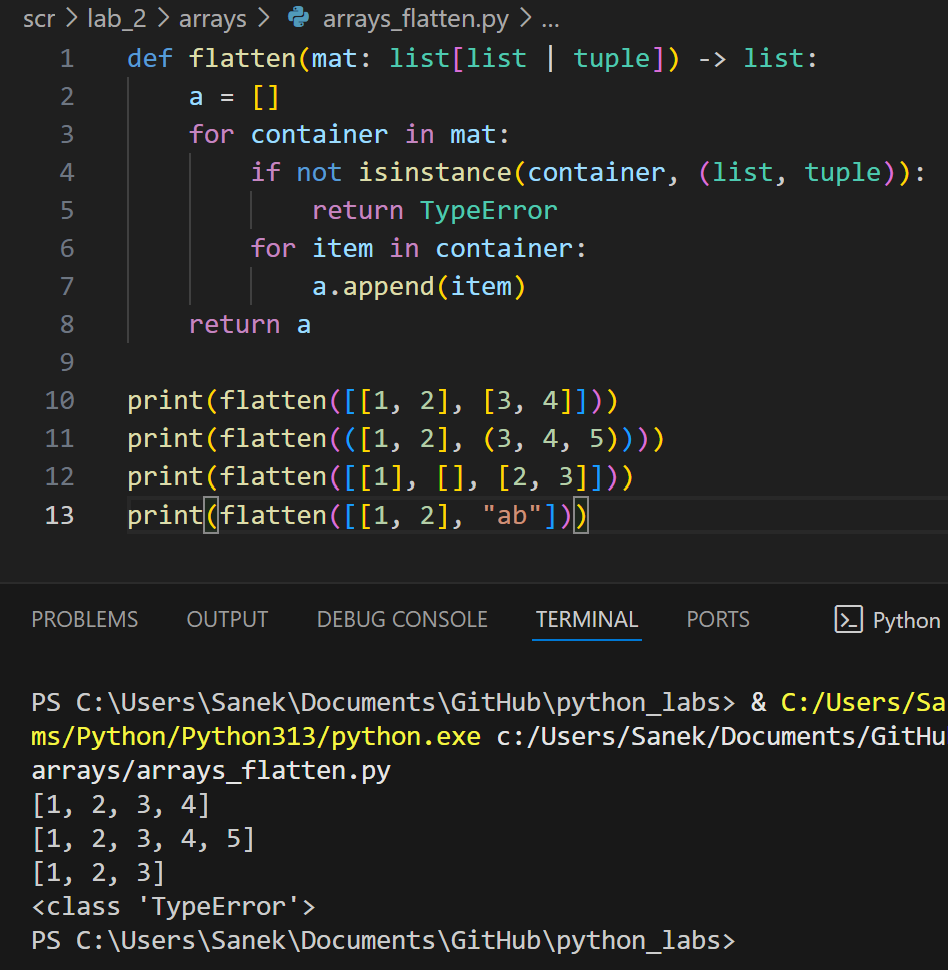 scr > lab_2 > arrays > arrays_flatten.py > ...
1 def flatten(mat: list[list | tuple]) -> list:
2     a = []
3     for container in mat:
4         if not isinstance(container, (list, tuple)):
5             return TypeError
6         for item in container:
7             a.append(item)
8     return a
9
10 print(flatten([[1, 2], [3, 4]]))
11 print(flatten(([1, 2], (3, 4, 5))))
12 print(flatten([[1], [], [2, 3]]))
13 print(flatten([[1, 2], "ab"]))
PROBLEMS OUTPUT DEBUG CONSOLE TERMINAL PORTS Python
PS C:\Users\Sanek\Documents\GitHub\python_labs> & C:/Users/Sa
ms/Python/Python313/python.exe c:/Users/Sanek/Documents/GitHu
arrays/arrays_flatten.py
[1, 2, 3, 4]
[1, 2, 3, 4, 5]
[1, 2, 3]
<class 'TypeError'>
PS C:\Users\Sanek\Documents\GitHub\python_labs>